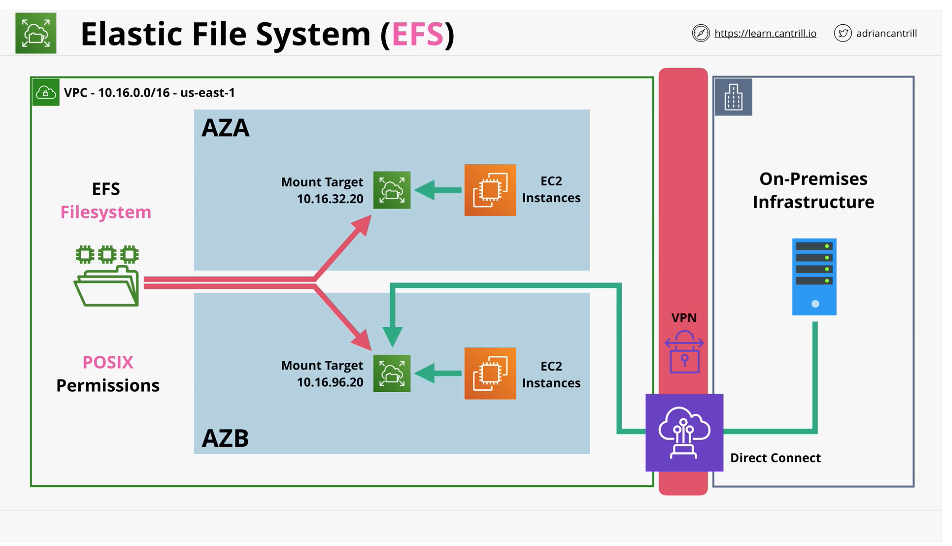 Elastic File System (EFS)
https://learn.cantrill.io
adriancantrill
VPC - 10.16.0.0/16 - us-east-1
AZA
Mount Target
10.16.32.20
EC2
Instances
EFS
Filesystem
POSIX
Permissions
Mount Target
10.16.96.20
EC2
Instances
AZB
VPN
Direct Connect
On-Premises
Infrastructure